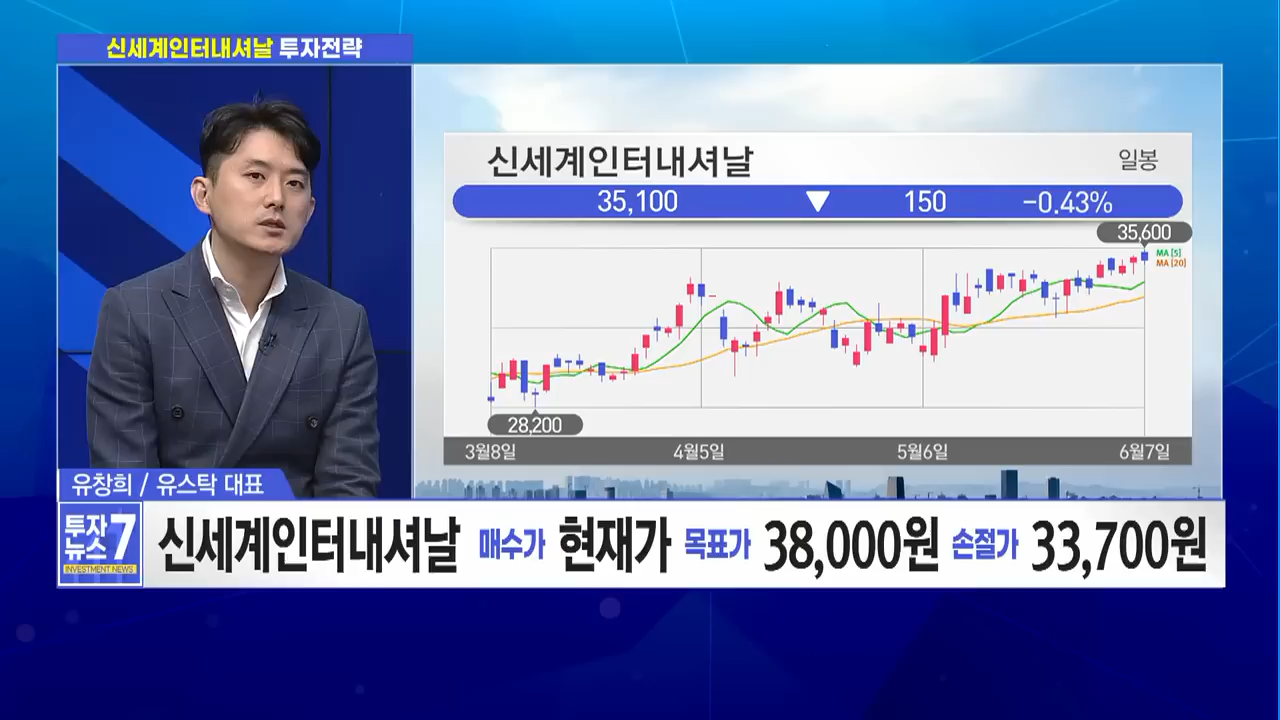 신세계인터내셔날 투자전략
신세계인터내셔날
일봉
35,100 ▼ 150 -0.43%
35,600
MA [5]
MA [20]
28,200
3월8일 4월5일 5월6일 6월7일
유창희 / 유스탁 대표
투자
뉴스 7
INVESTMENT NEWS
신세계인터내셔날 매수가 현재가 목표가 38,000원 손절가 33,700원